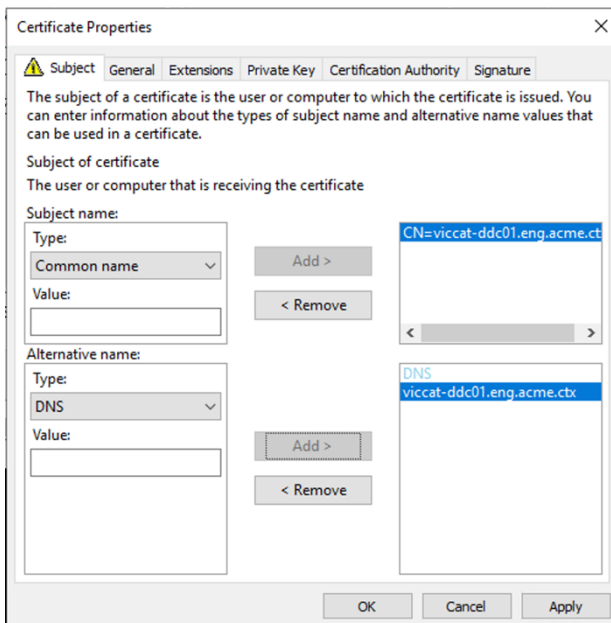 Certificate Properties
Subject
General
Extensions
Private Key
Certification Authority
Signature
The subject of a certificate is the user or computer to which the certificate is issued. You
can enter information about the types of subject name and alternative name values that
can be used in a certificate.
Subject of certificate
The user or computer that is receiving the certificate
Subject name:
Type:
Common name
Value:
Add >
< Remove
CN=viccat-ddc01.eng.acme.ct
Alternative name:
Type:
DNS
Value:
Add >
< Remove
DNS
viccat-ddc01.eng.acme.ctx
OK
Cancel
Apply